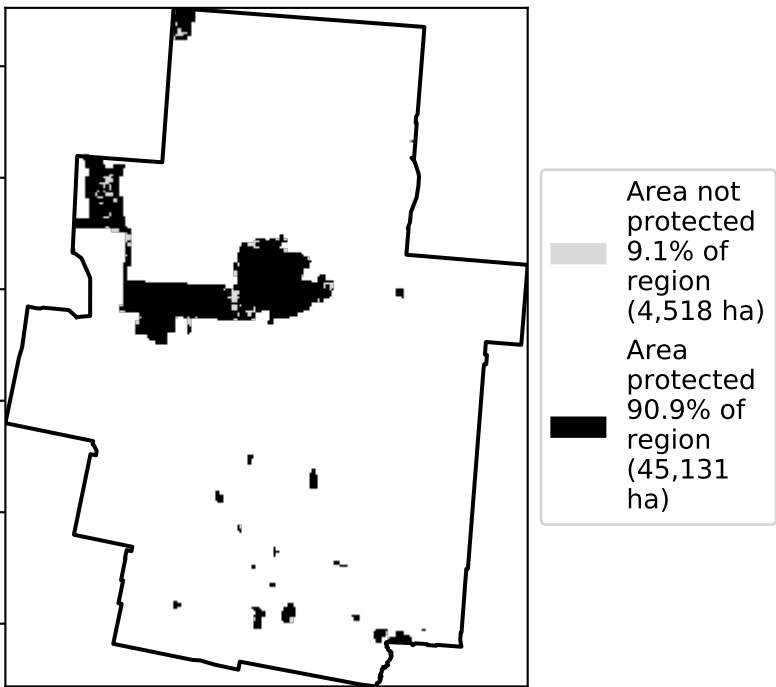 Area not
protected
9.1% of
region
(4,518 ha)
Area
protected
90.9% of
region
(45,131
ha)